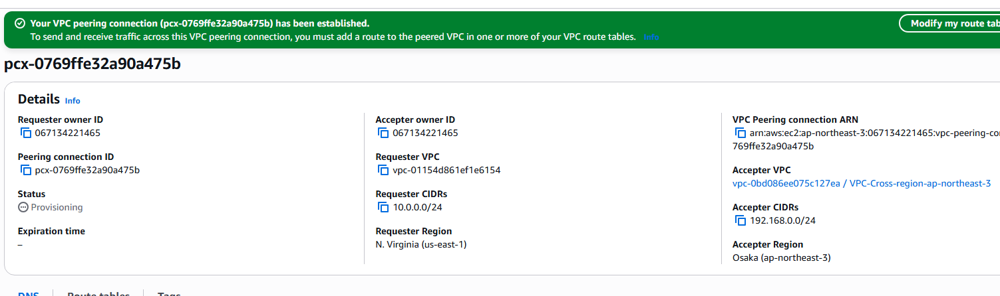 Your VPC peering connection (pcx-0769ffe32a90a475b) has been established.
Modify my route tab
To send and receive traffic across this VPC peering connection, you must add a route to the peered VPC in one or more of your VPC route tables. Info
pcx-0769ffe32a90a475b
Details Info
Requester owner ID
067134221465
Peering connection ID
pcx-0769ffe32a90a475b
Status
Provisioning
Expiration time
–
Accepter owner ID
067134221465
Requester VPC
vpc-01154d861ef1e6154
Requester CIDRs
10.0.0.0/24
Requester Region
N. Virginia (us-east-1)
VPC Peering connection ARN
arn:aws:ec2:ap-northeast-3:067134221465:vpc-peering-co
769ffe32a90a475b
Accepter VPC
vpc-0bd086ee075c127ea / VPC-Cross-region-ap-northeast-3
Accepter CIDRs
192.168.0.0/24
Accepter Region
Osaka (ap-northeast-3)
DNS
Route tables
Tags